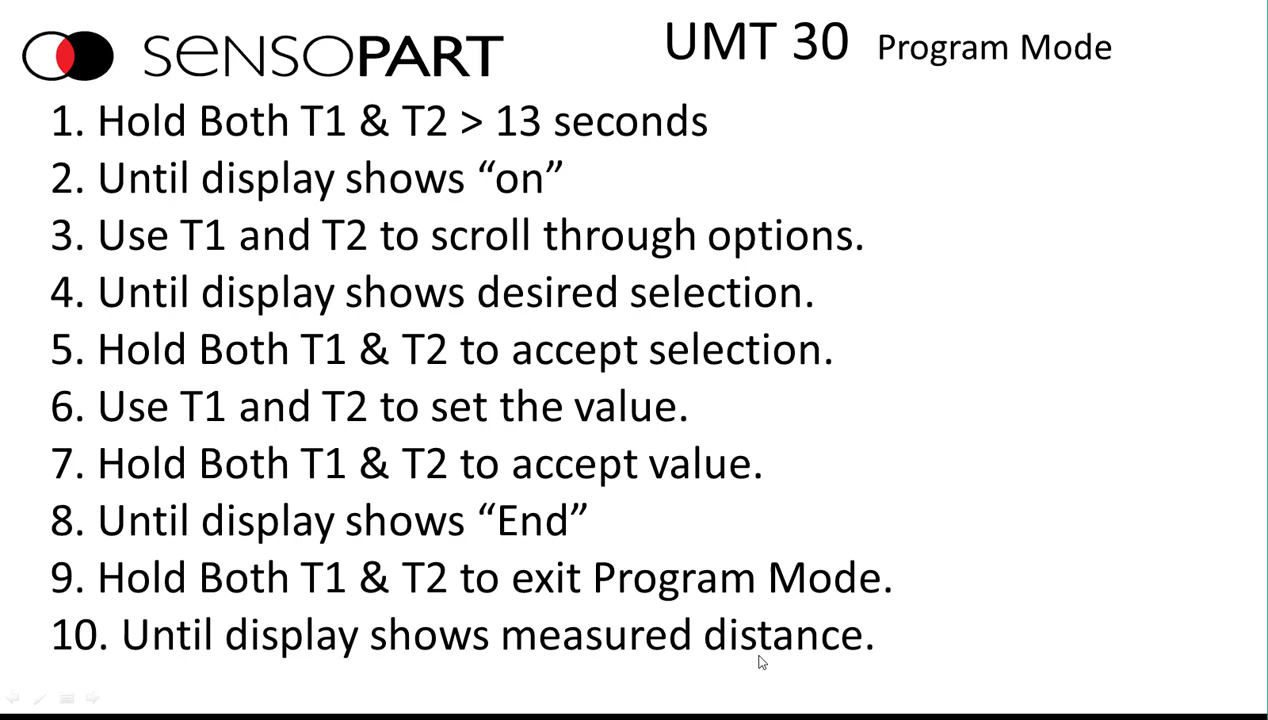 SENSOPART
UMT 30 Program Mode
1. Hold Both T1 & T2 > 13 seconds
2. Until display shows “on”
3. Use T1 and T2 to scroll through options.
4. Until display shows desired selection.
5. Hold Both T1 & T2 to accept selection.
6. Use T1 and T2 to set the value.
7. Hold Both T1 & T2 to accept value.
8. Until display shows “End”
9. Hold Both T1 & T2 to exit Program Mode.
10. Until display shows measured distance.